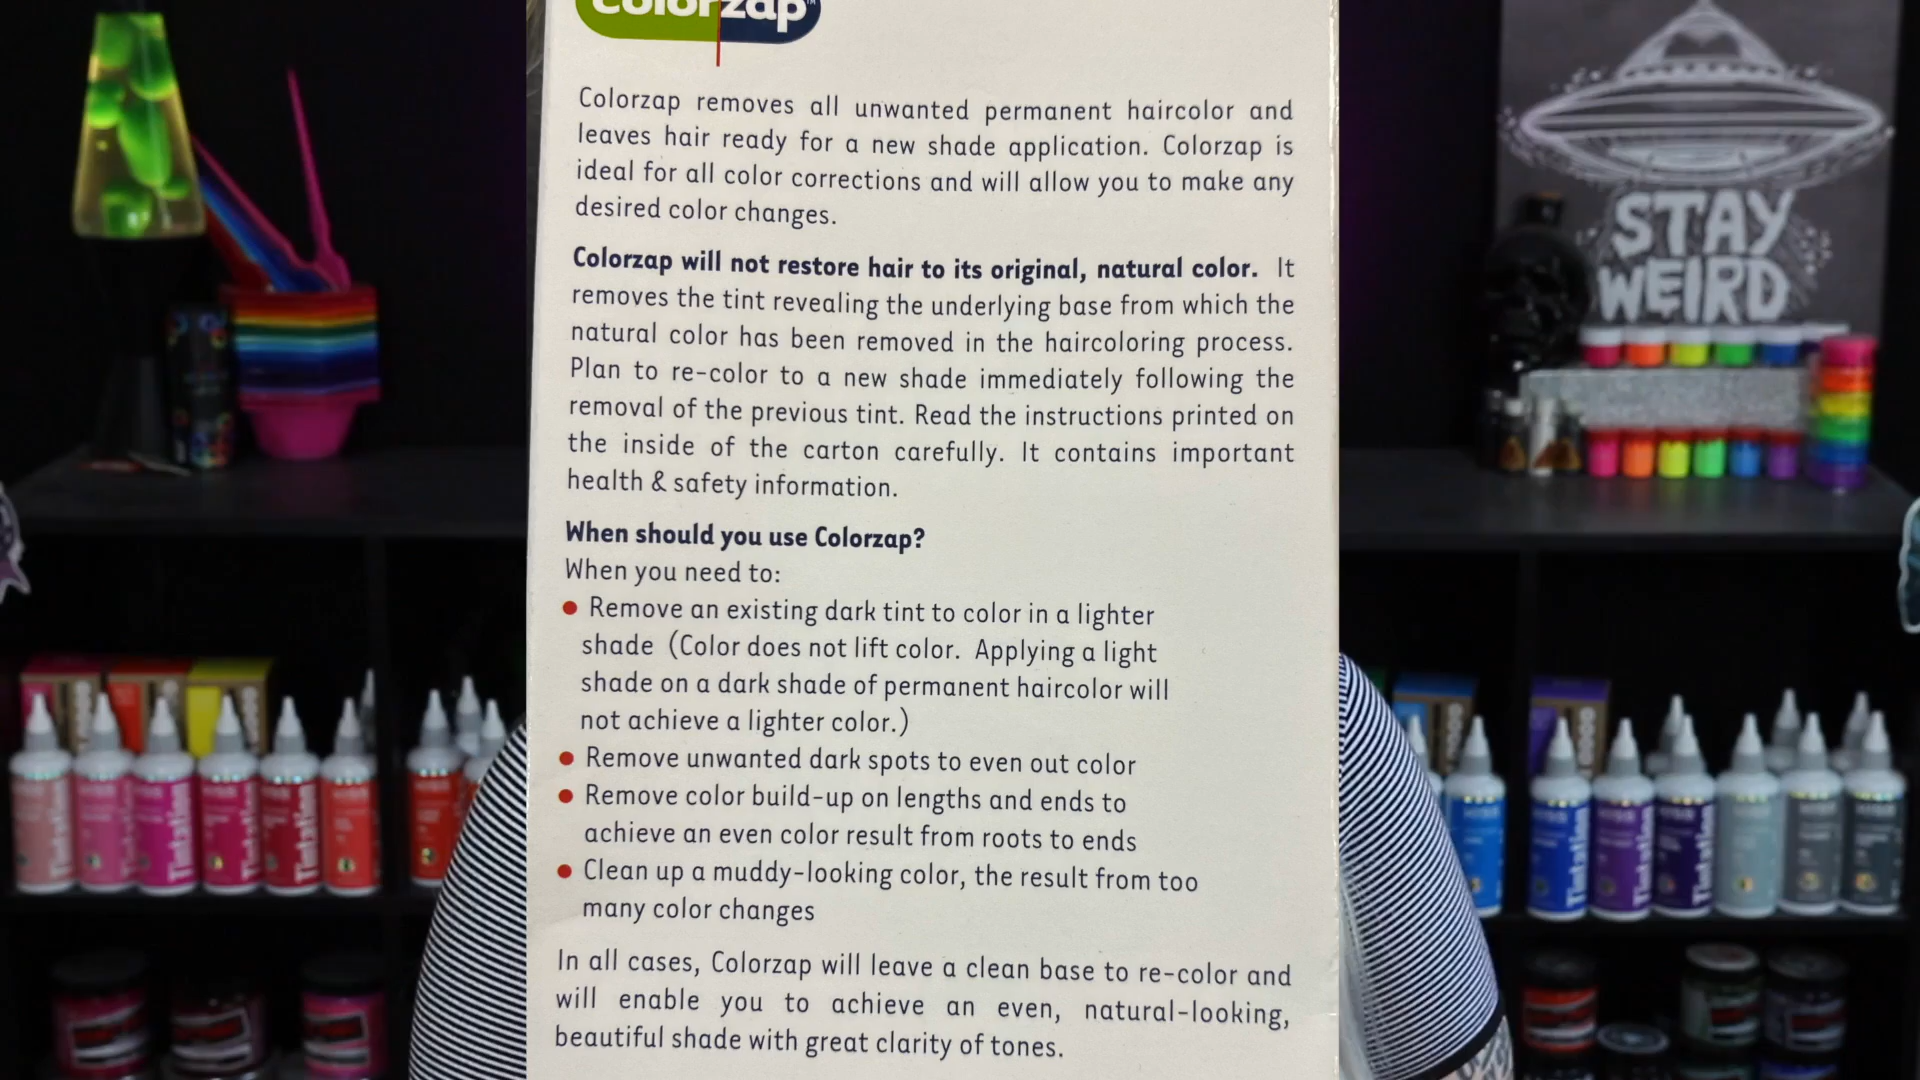 Colorzap™
Colorzap removes all unwanted permanent haircolor and
leaves hair ready for a new shade application. Colorzap is
ideal for all color corrections and will allow you to make any
desired color changes.
Colorzap will not restore hair to its original, natural color. It
removes the tint revealing the underlying base from which the
natural color has been removed in the haircoloring process.
Plan to re-color to a new shade immediately following the
removal of the previous tint. Read the instructions printed on
the inside of the carton carefully. It contains important
health & safety information.
When should you use Colorzap?
When you need to:
● Remove an existing dark tint to color in a lighter
shade (Color does not lift color. Applying a light
shade on a dark shade of permanent haircolor will
not achieve a lighter color.)
● Remove unwanted dark spots to even out color
● Remove color build-up on lengths and ends to
achieve an even color result from roots to ends
● Clean up a muddy-looking color, the result from too
many color changes
In all cases, Colorzap will leave a clean base to re-color and
will enable you to achieve an even, natural-looking,
beautiful shade with great clarity of tones.
STAY
WEIRD
Tintation
Tintation
Tintation
Tintation
Tintation
Tintation